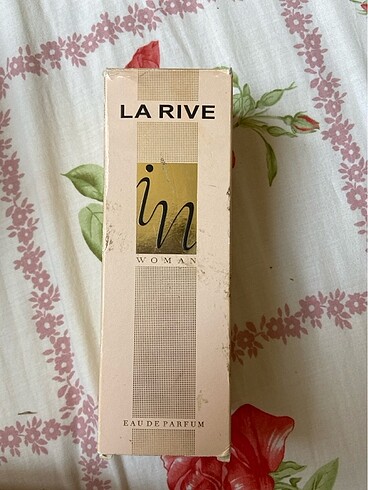 LA RIVE
in
WOMAN
EAU DE PARFUM